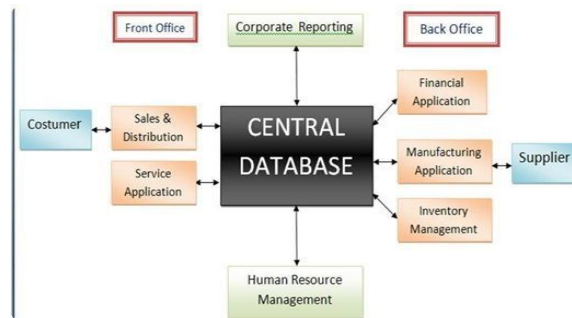 Front Office
Corporate Reporting
Back Office
Costumer
Sales &
Distribution
Service
Application
CENTRAL
DATABASE
Financial
Application
Manufacturing
Application
Supplier
Inventory
Management
Human Resource
Management